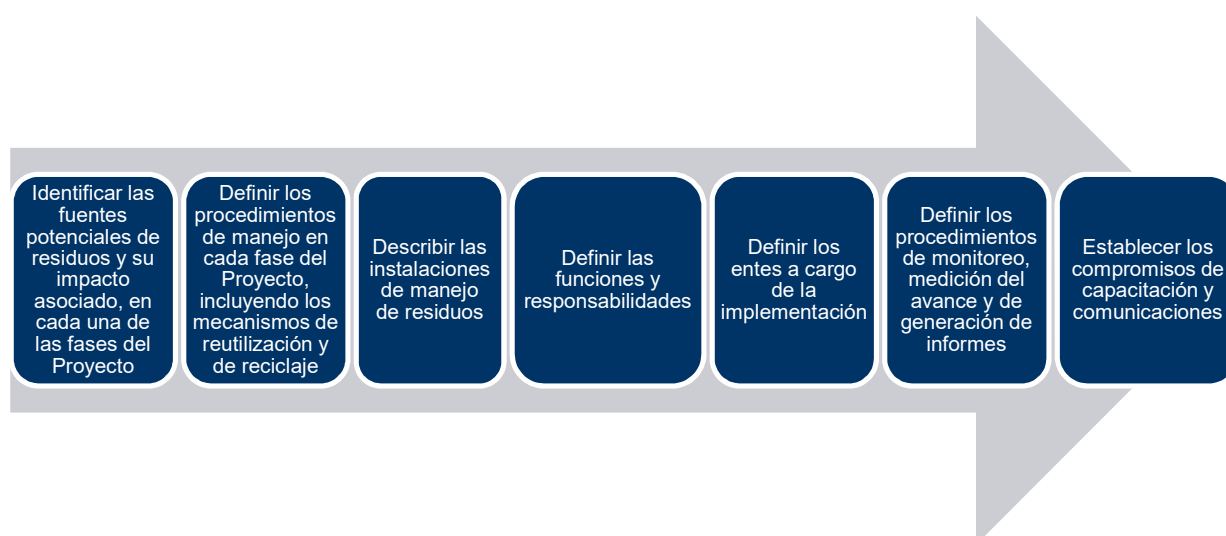 Identificar las
fuentes
potenciales de
residuos y su
impacto
asociado, en
cada una de
las fases del
Proyecto
Definir los
procedimientos
de manejo en
cada fase del
Proyecto,
incluyendo los
mecanismos de
reutilización y
de reciclaje
Describir las
instalaciones
de manejo
de residuos
Definir las
funciones y
responsabilidades
Definir los
entes a cargo
de la
implementación
Definir los
procedimientos
de monitoreo,
medición del
avance y de
generación de
informes
Establecer los
compromisos de
capacitación y
comunicaciones